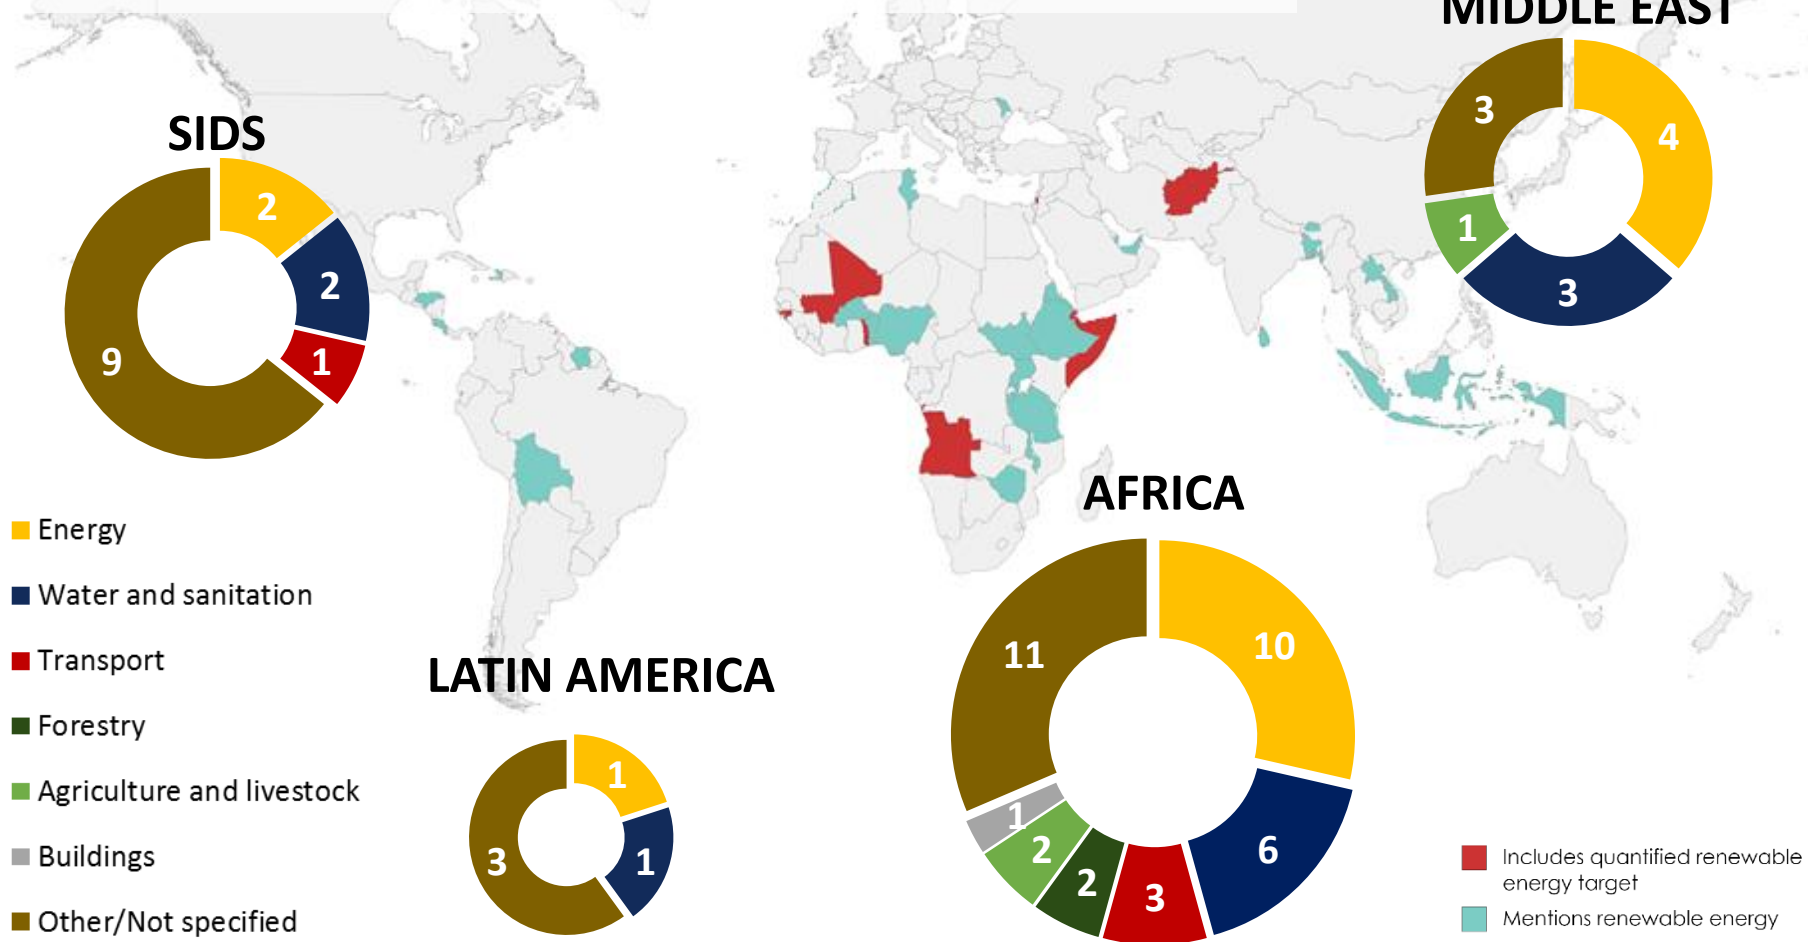 MIDDLE EAST
3
4
1
3
SIDS
2
2
1
9
AFRICA
11
10
1
2
2
3
6
LATIN AMERICA
1
3
1
Energy
Water and sanitation
Transport
Forestry
Agriculture and livestock
Buildings
Other/Not specified
Includes quantified renewable
energy target
Mentions renewable energy